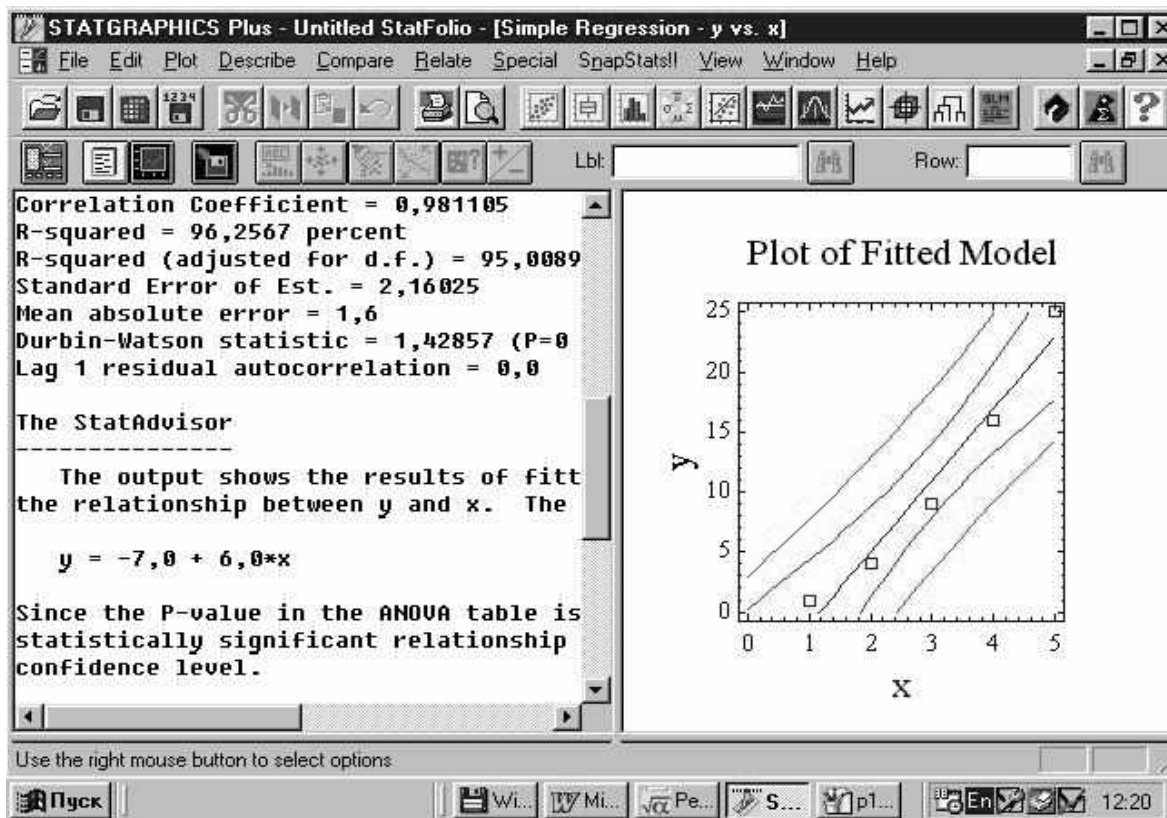 STATGRAPHICS Plus - Untitled StatFolio - [Simple Regression - y vs. x]
File Edit Plot Describe Compare Relate Special SnapStats!! View Window Help
Lbl: Row:
Correlation Coefficient = 0,981105
R-squared = 96,2567 percent
R-squared (adjusted for d.f.) = 95,0089
Standard Error of Est. = 2,16025
Mean absolute error = 1,6
Durbin-Watson statistic = 1,42857 (P=0
Lag 1 residual autocorrelation = 0,0
The StatAdvisor
---------------
The output shows the results of fitt
the relationship between y and x. The
y = -7,0 + 6,0*x
Since the P-value in the ANOVA table is
statistically significant relationship
confidence level.
Plot of Fitted Model
25
20
15
10
5
0
y
0 1 2 3 4 5
x
Use the right mouse button to select options
Пуск Wi... Mi... Pe... S... p1... En 12:20